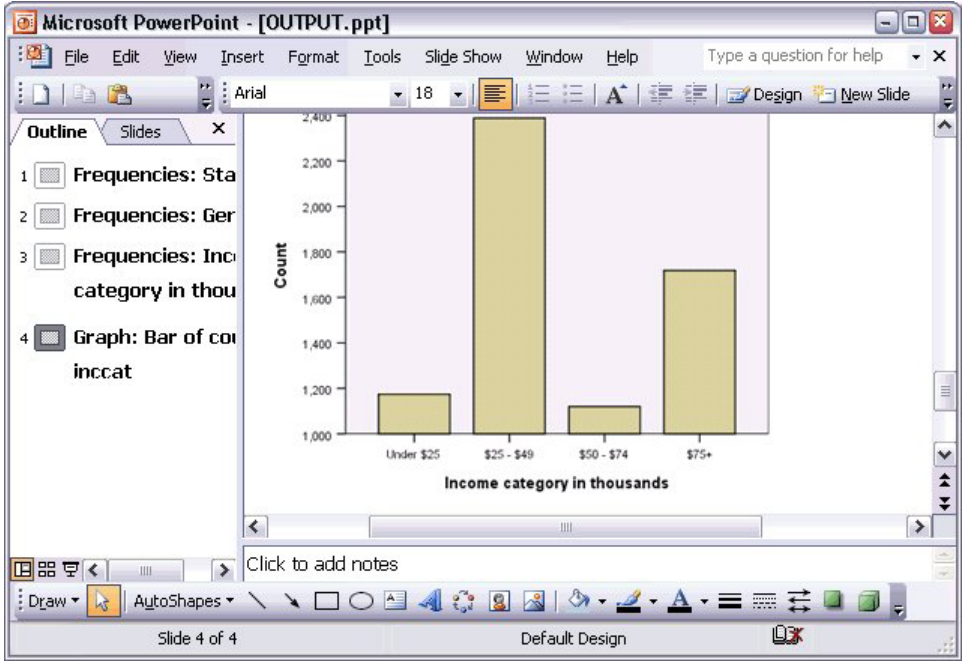 Microsoft PowerPoint - [OUTPUT.ppt]
File Edit View Insert Format Tools Slide Show Window Help Type a question for help
Arial 18 Design New Slide
Outline Slides
1 Frequencies: Sta
2 Frequencies: Ger
3 Frequencies: Inc
category in thou
4 Graph: Bar of cou
inccat
2,400
2,200
2,000
1,800
1,600
1,400
1,200
1,000
Count
Under $25 $25 - $49 $50 - $74 $75+
Income category in thousands
Click to add notes
Draw AutoShapes
Slide 4 of 4 Default Design